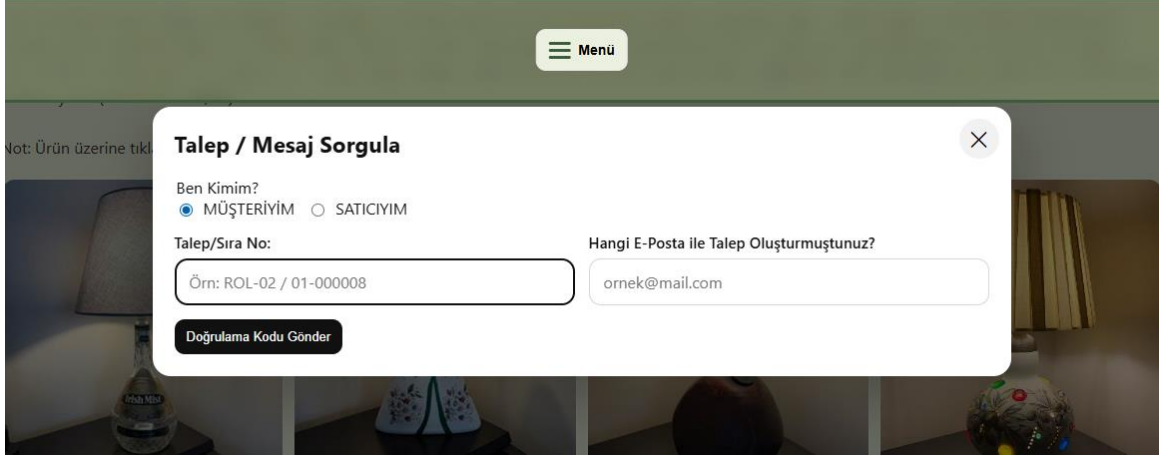 Menü
Not: Ürün üzerine tıkl
Talep / Mesaj Sorgula
Ben Kimim?
MÜŞTERİYİM SATICIYIM
Talep/Sıra No: Hangi E-Posta ile Talep Oluşturmuştunuz?
Örn: ROL-02 / 01-000008 ornek@mail.com
Doğrulama Kodu Gönder
Irish Mist